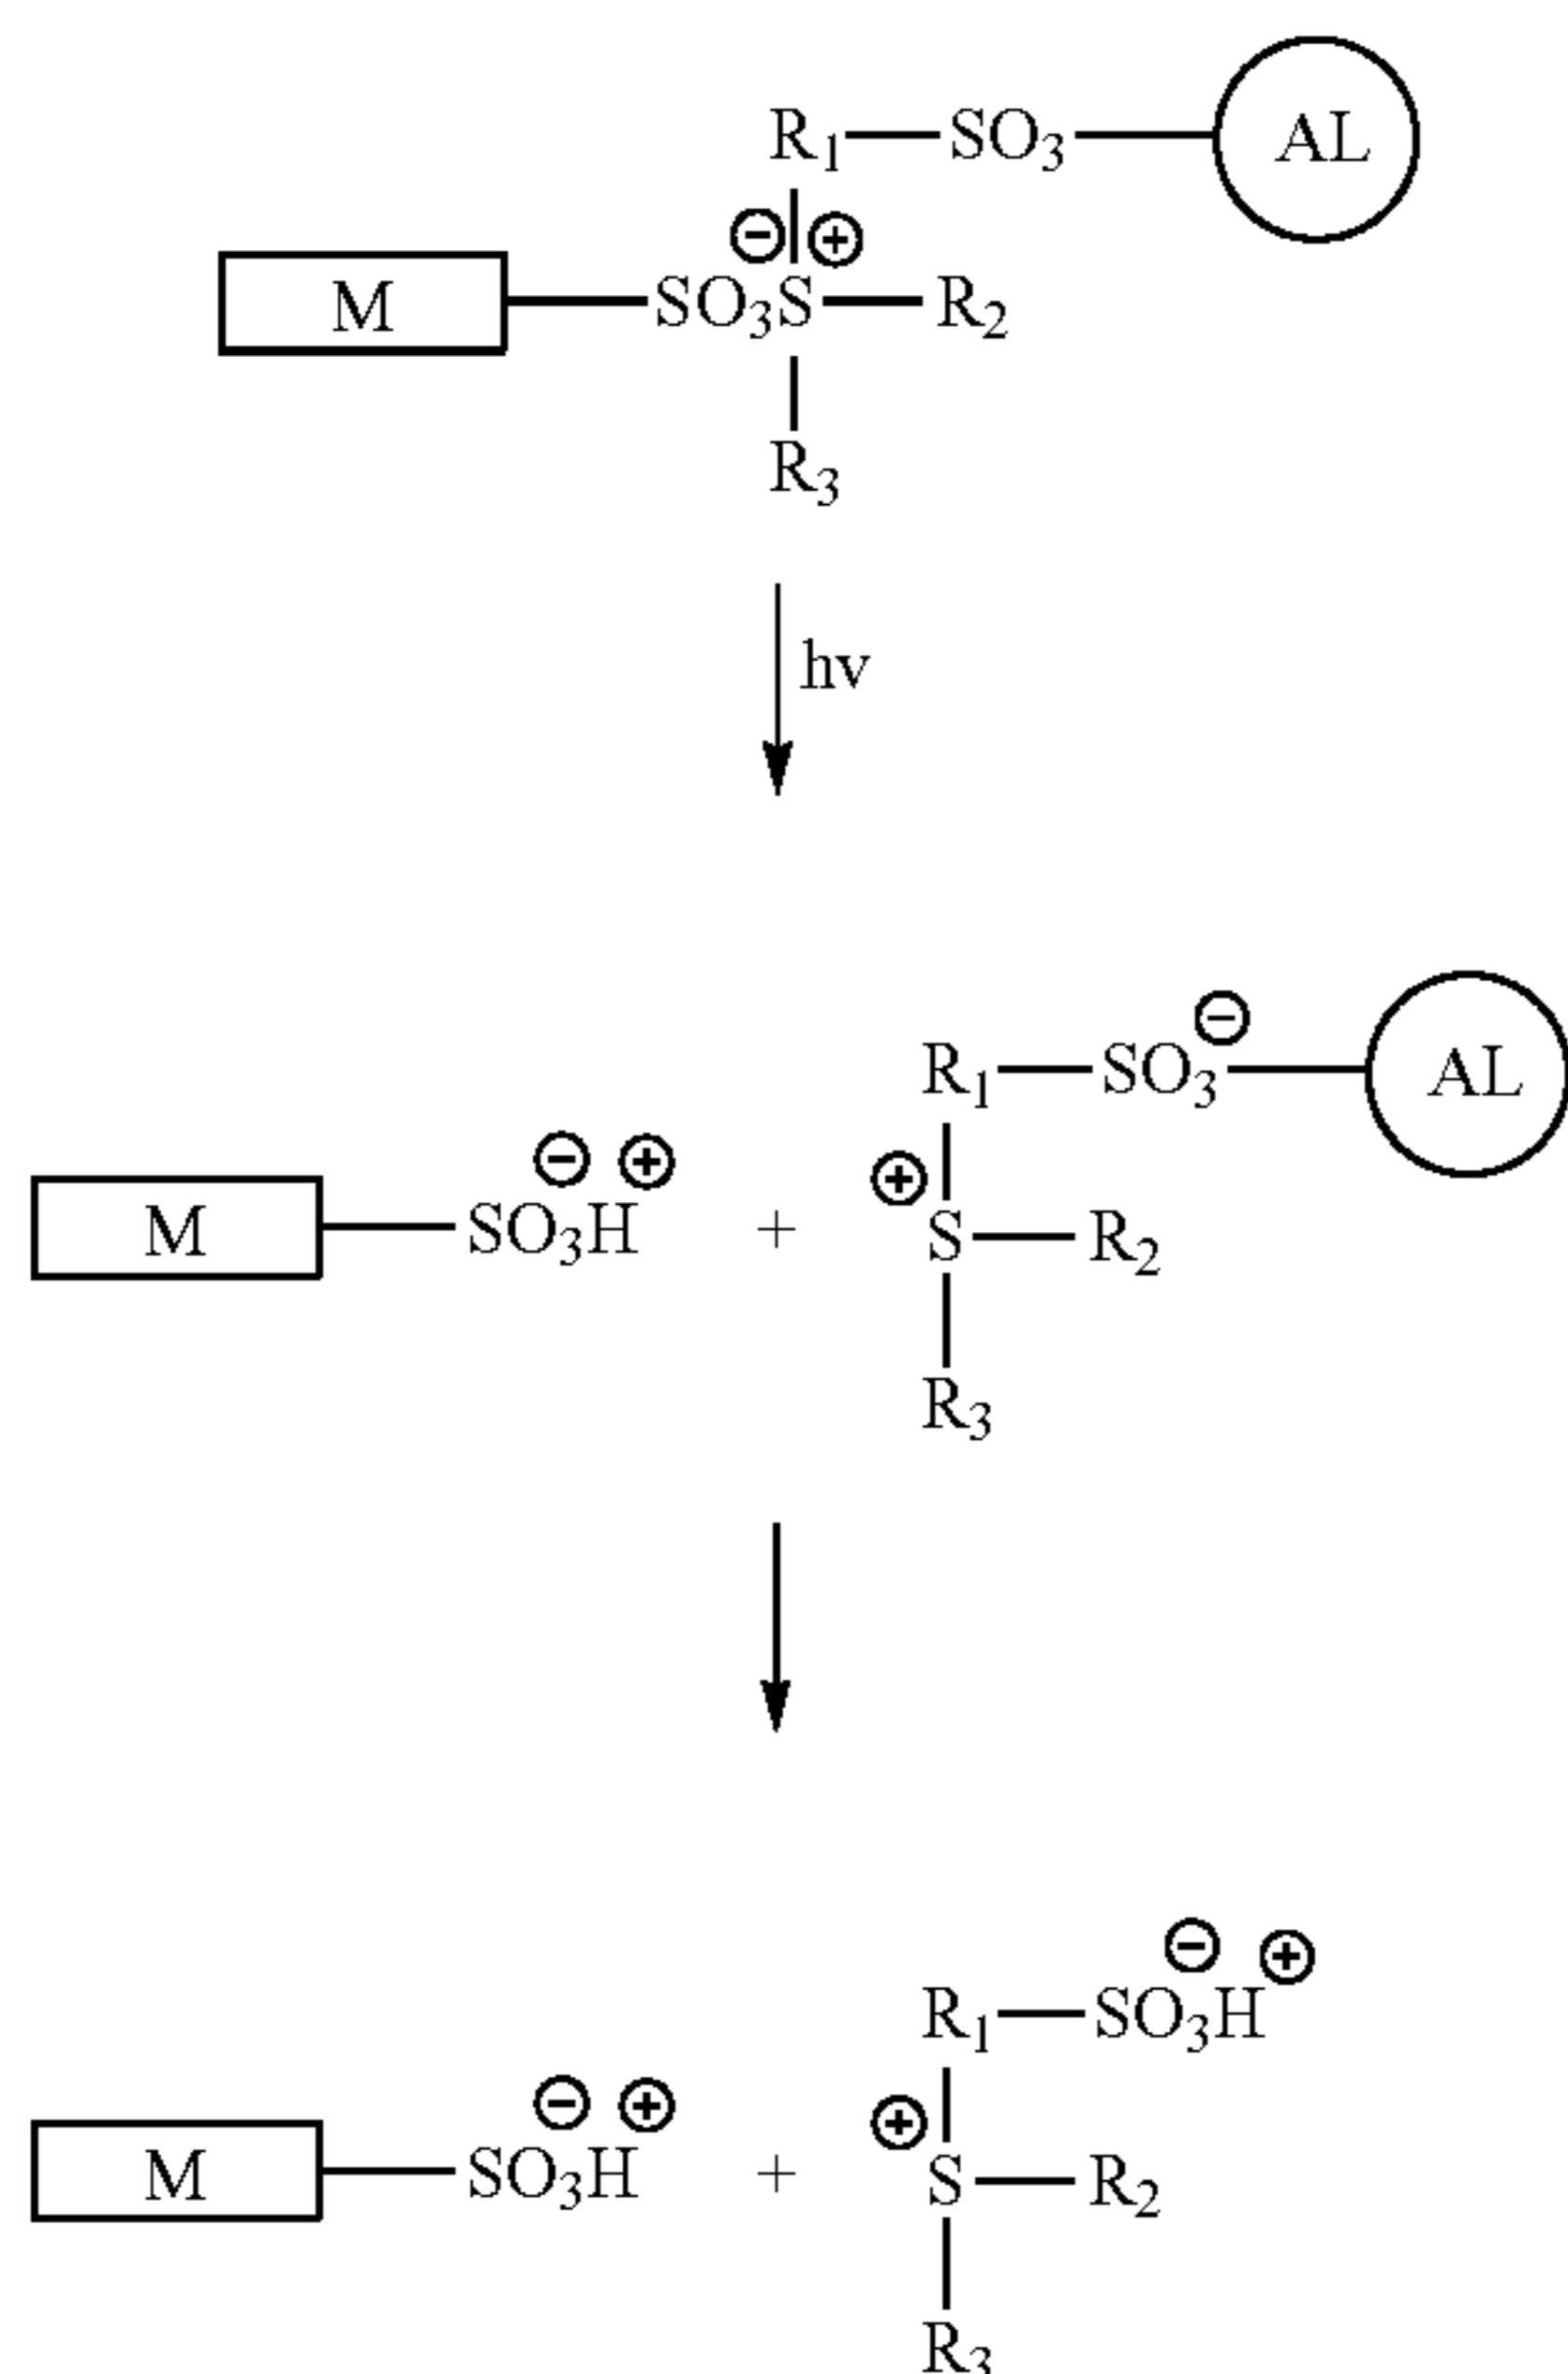 R₁—SO₃—AL
⊖ ⊕
M—SO₃S—R₂
R₃
hv
⊖
R₁—SO₃—AL
⊖ ⊕ ⊕
M—SO₃H + S—R₂
R₃
⊖ ⊕
R₁—SO₃H
⊖ ⊕ ⊕
M—SO₃H + S—R₂
R₃